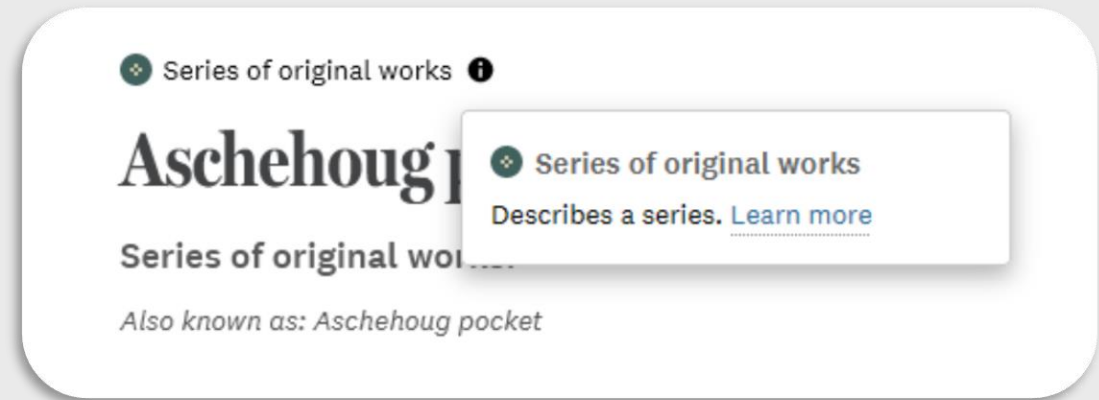 Series of original works
Aschehoug
Series of original works
Describes a series. Learn more
Series of original
Also known as: Aschehoug pocket